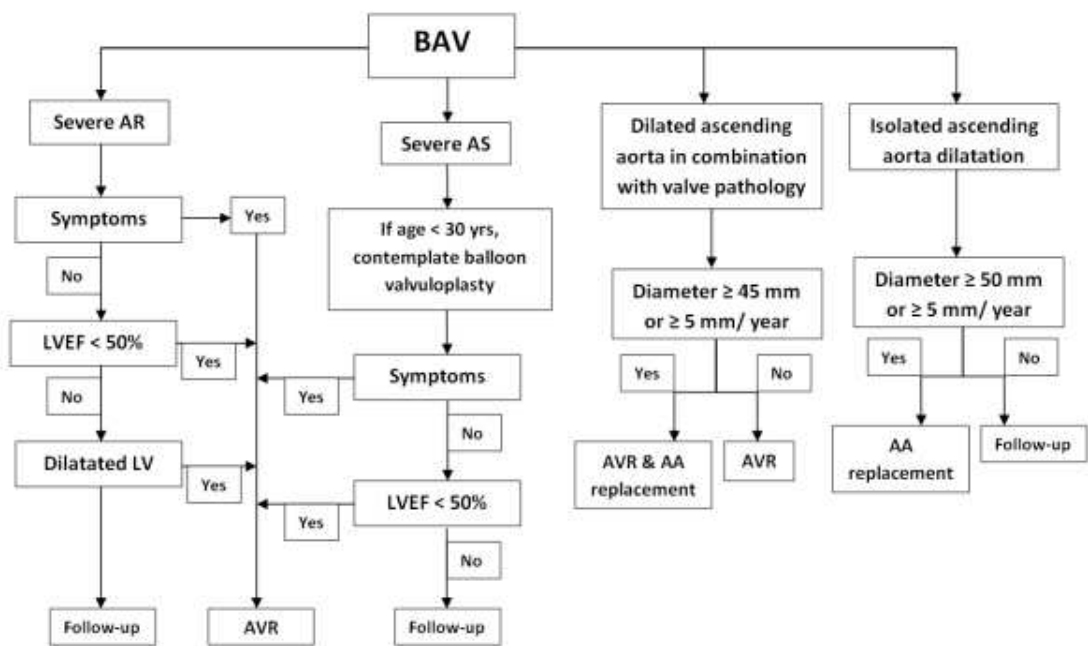 BAV
Severe AR
Symptoms
Yes
No
LVEF < 50%
Yes
No
Dilatated LV
Yes
Follow-up
AVR
Severe AS
If age < 30 yrs,
contemplate balloon
valvuloplasty
Symptoms
Yes
No
LVEF < 50%
Yes
No
Follow-up
Dilated ascending
aorta in combination
with valve pathology
Diameter ≥ 45 mm
or ≥ 5 mm/ year
Yes
No
AVR & AA
replacement
AVR
Isolated ascending
aorta dilatation
Diameter ≥ 50 mm
or ≥ 5 mm/ year
Yes
No
AA
replacement
Follow-up